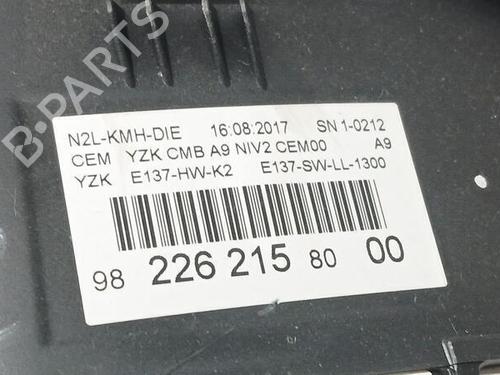 B-PARTS
N2L-KMH-DIE 16:08:2017 SN 1-0212
CEM YZK CMB A9 NIV2 CEM00 A9
YZK E137-HW-K2 E137-SW-LL-1300
98 226 215 80 00